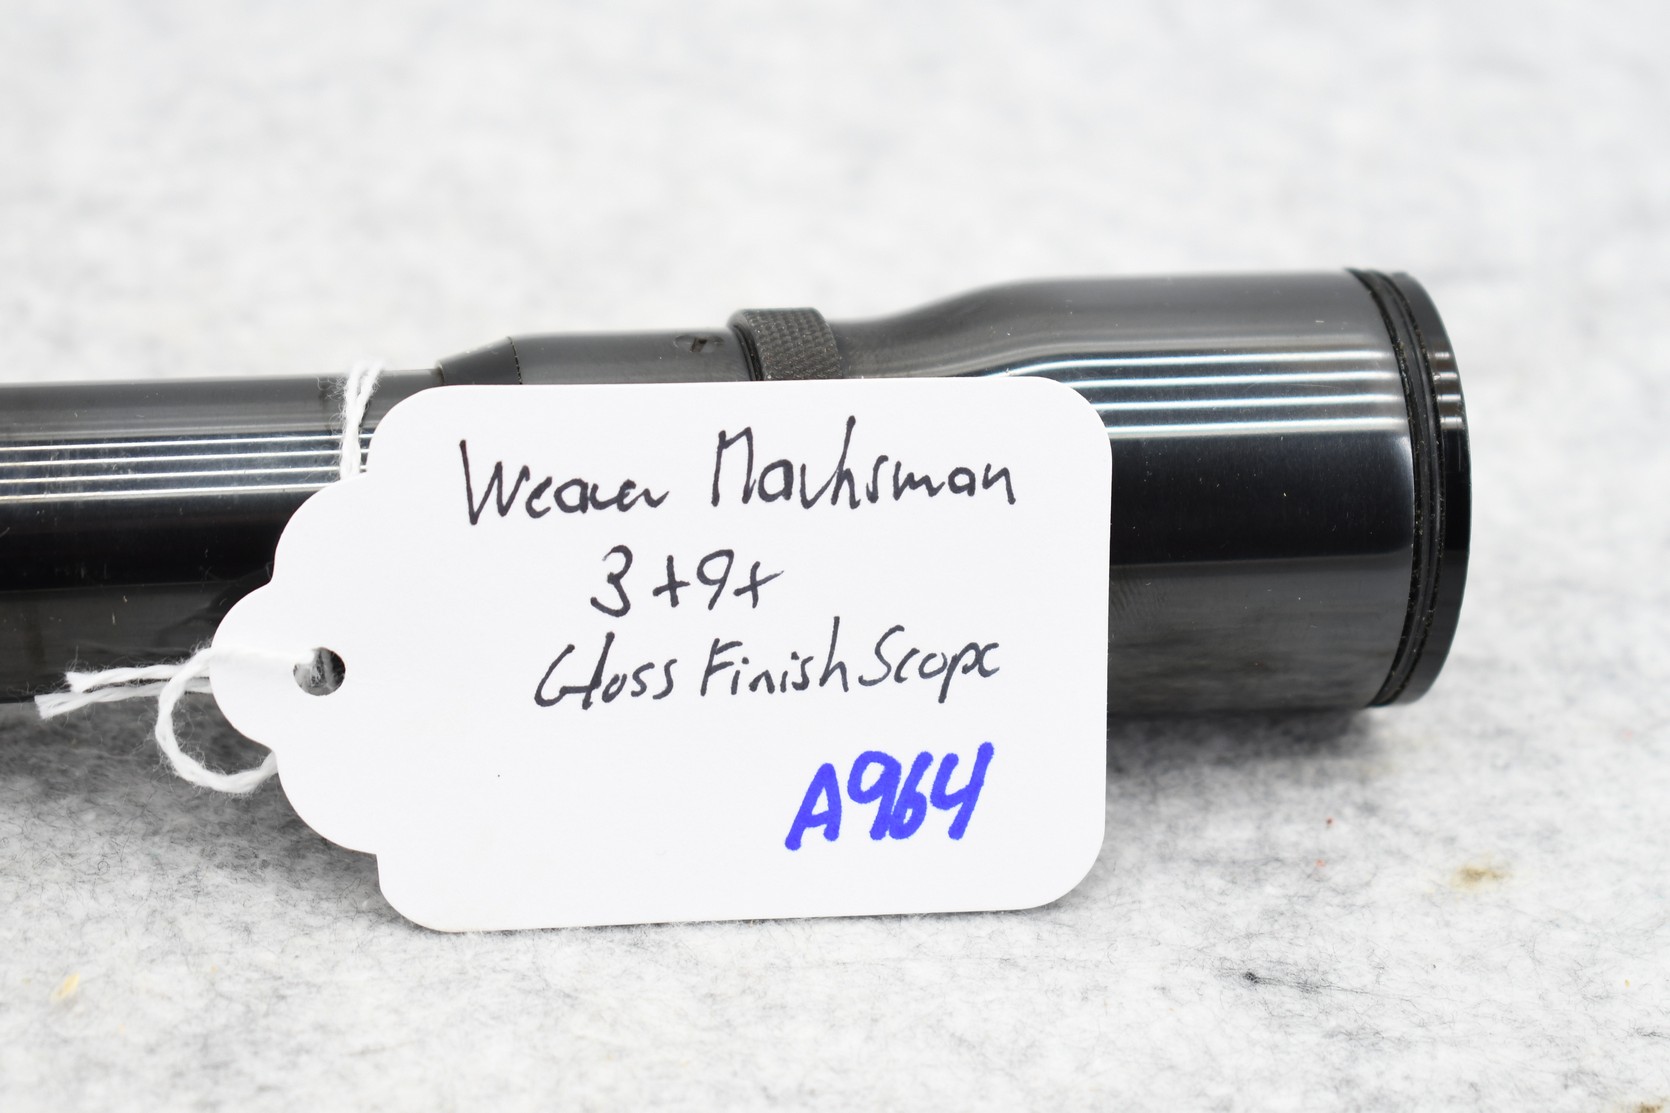 Weaver Marksman
3+9+
Gloss Finish Scope
A964